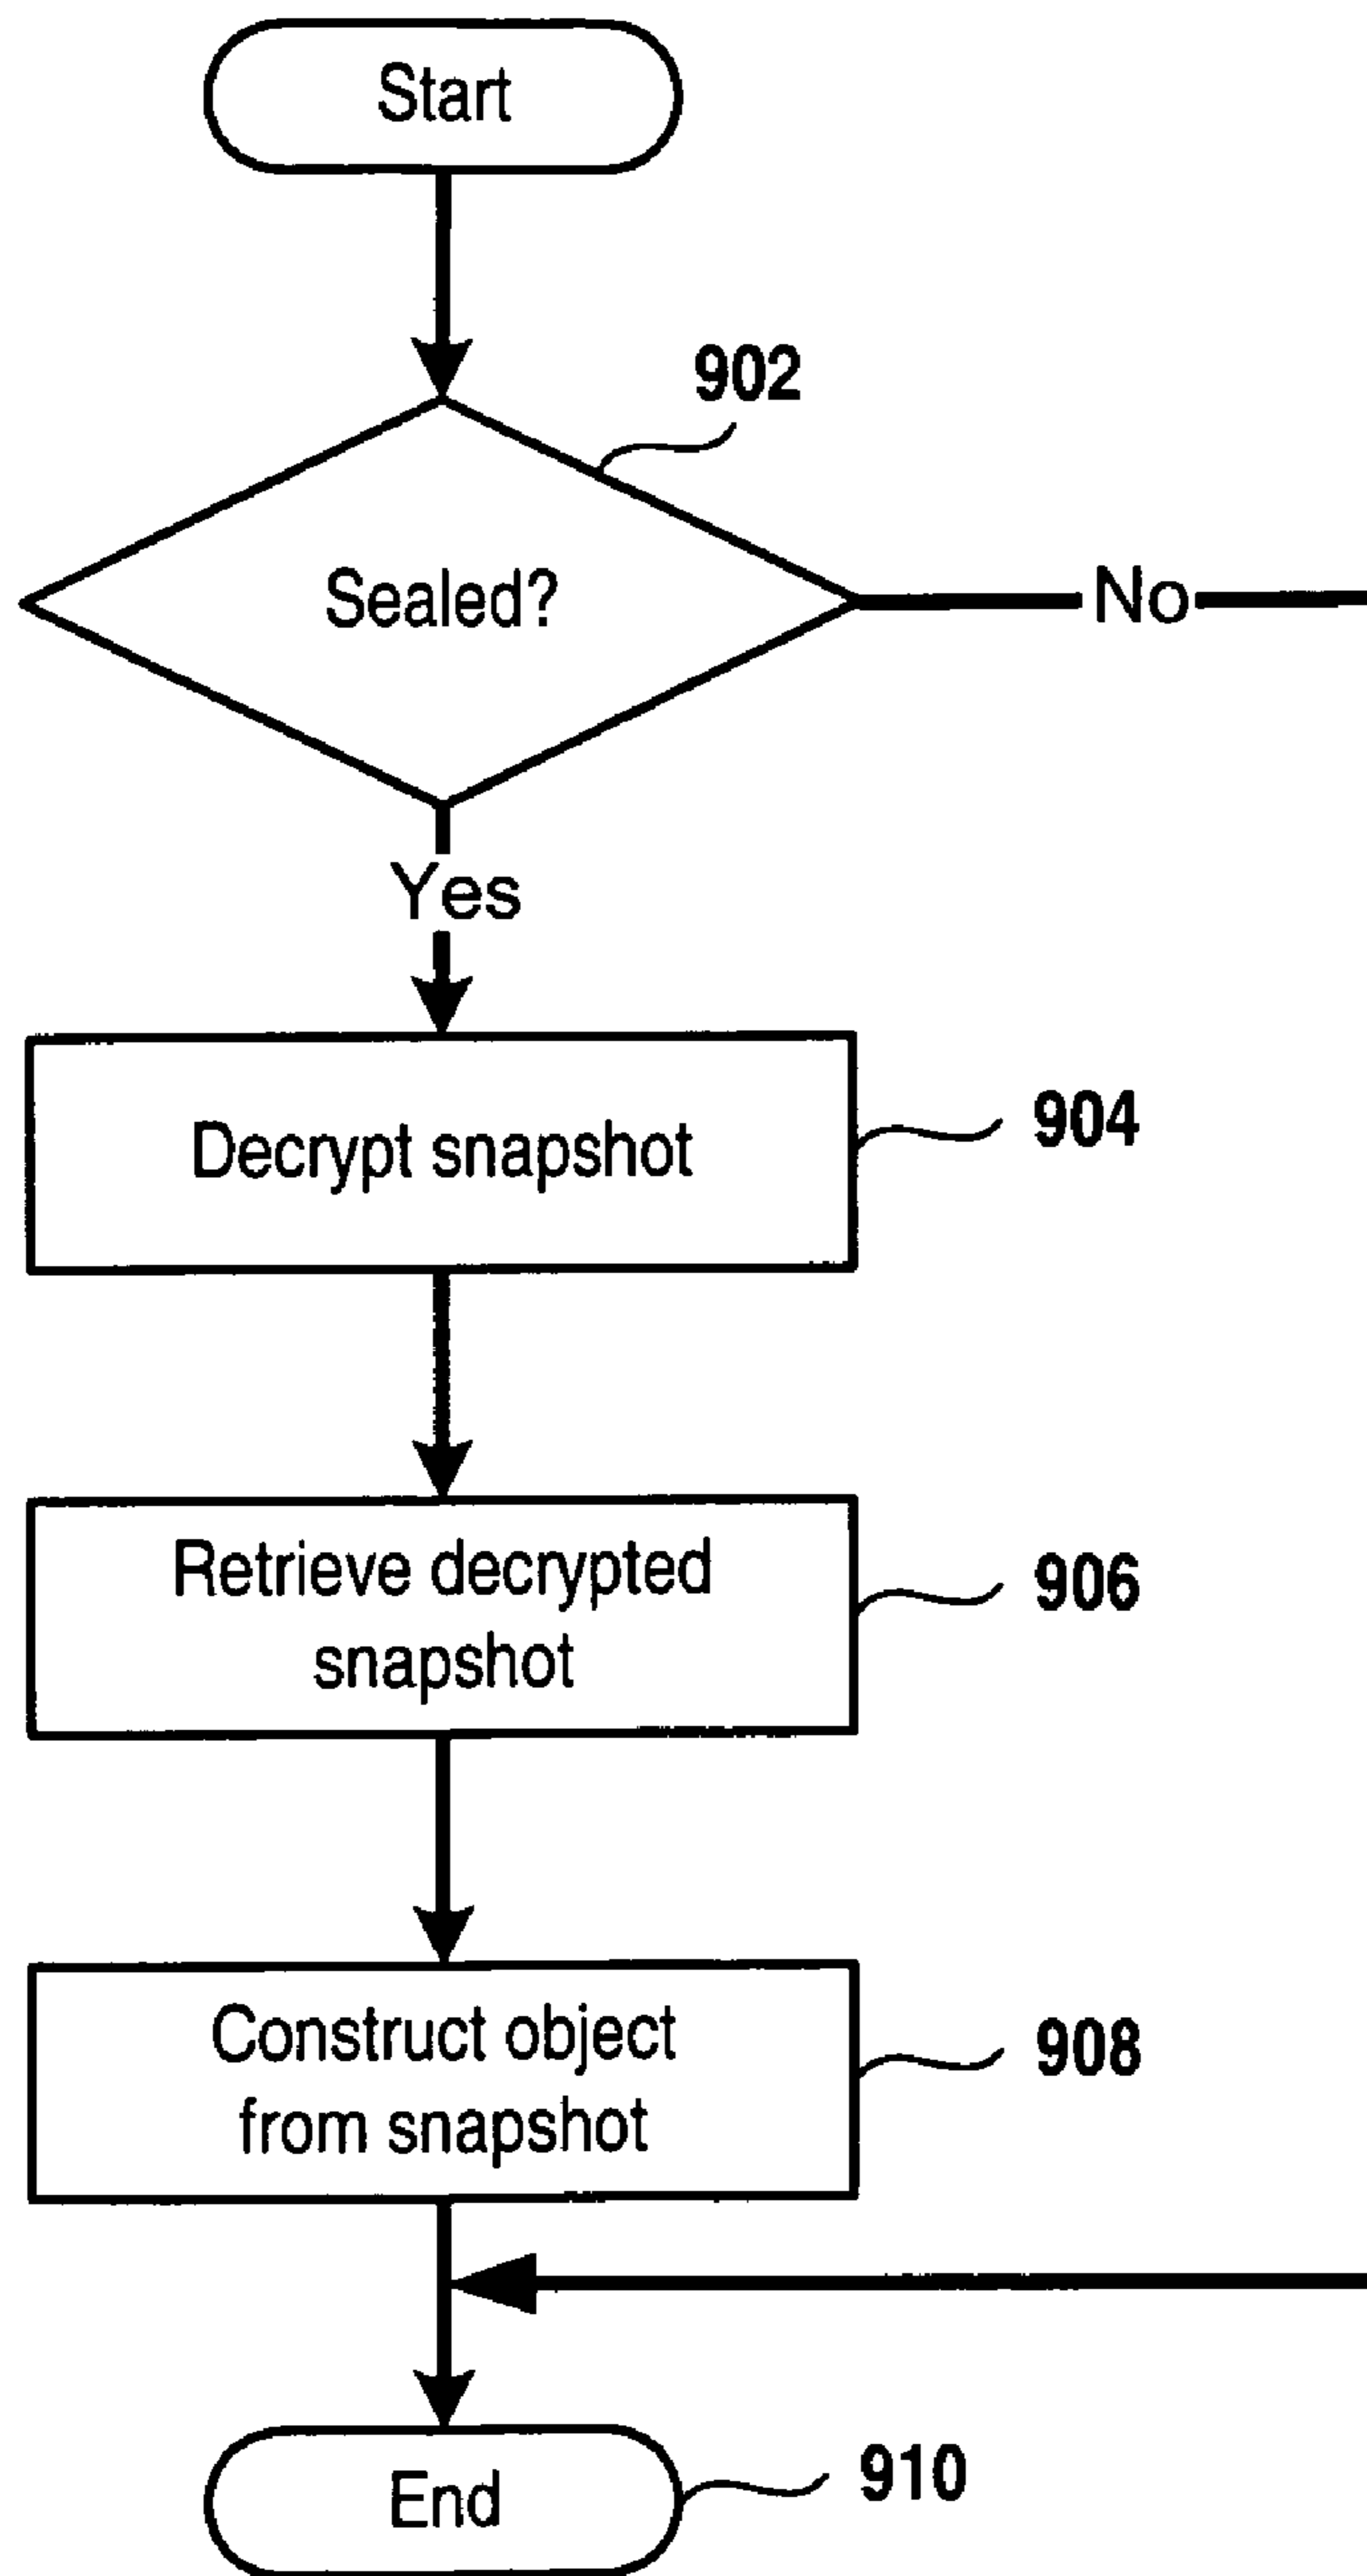 Start
902
Sealed?
No
Yes
Decrypt snapshot
904
Retrieve decrypted
snapshot
906
Construct object
from snapshot
908
End
910